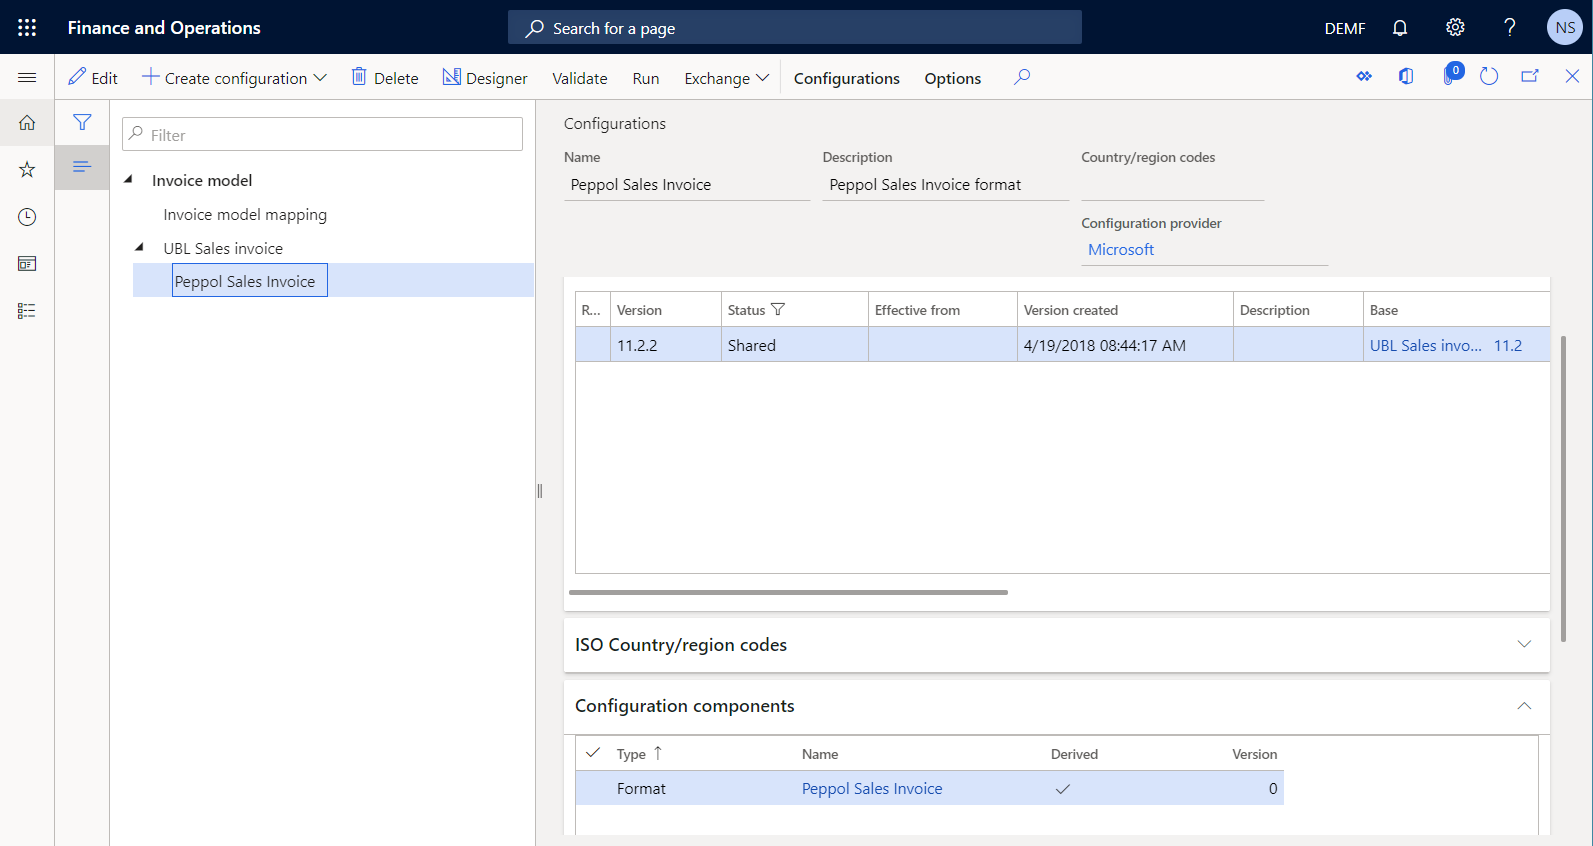 Finance and Operations
Search for a page
DEMF
?
NS
Edit
Create configuration
Delete
Designer
Validate
Run
Exchange
Configurations
Options
0
Filter
Invoice model
Invoice model mapping
UBL Sales invoice
Peppol Sales Invoice
Configurations
Name
Description
Country/region codes
Peppol Sales Invoice
Peppol Sales Invoice format
Configuration provider
Microsoft
R... Version Status Effective from Version created Description Base
11.2.2 Shared 4/19/2018 08:44:17 AM UBL Sales invo... 11.2
ISO Country/region codes
Configuration components
Type Name Derived Version
Format Peppol Sales Invoice 0